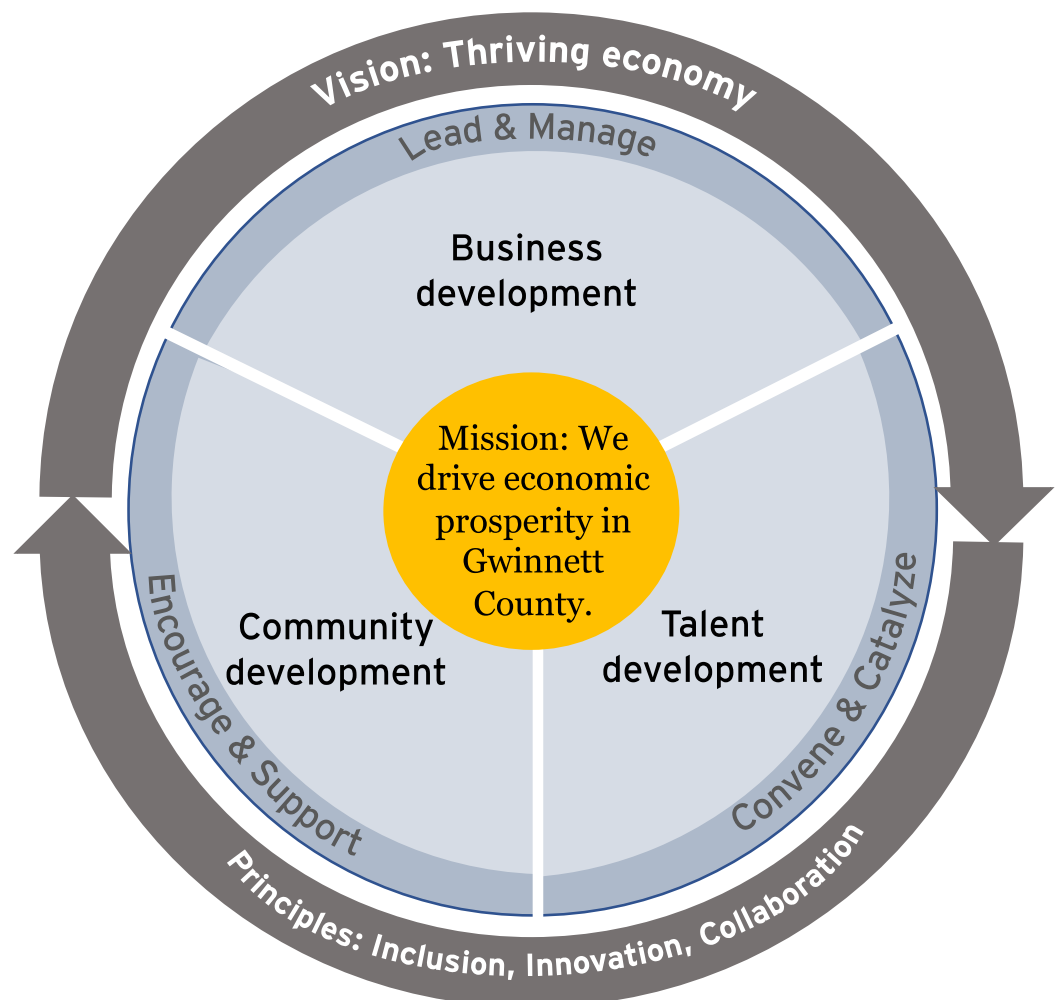 Vision: Thriving economy
Lead & Manage
Business
development
Mission: We
drive economic
prosperity in
Gwinnett
County.
Community
development
Talent
development
Encourage & Support
Convene & Catalyze
Principles: Inclusion, Innovation, Collaboration